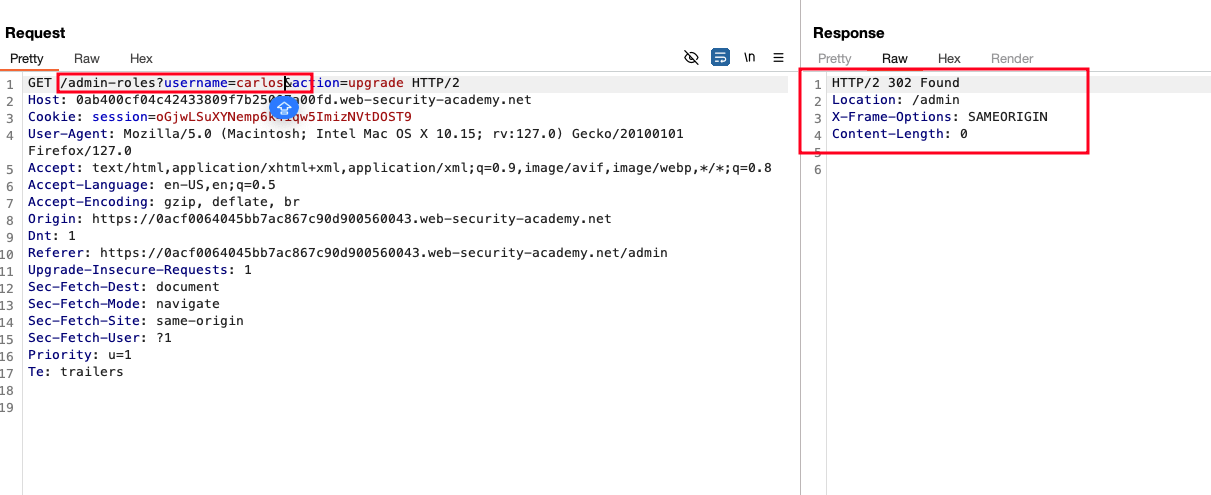 Request
Pretty Raw Hex
\n
1 GET /admin-roles?username=carlos&action=upgrade HTTP/2
2 Host: 0ab400cf04c42433809f7b25 a00fd.web-security-academy.net
3 Cookie: session=oGjwLSuXYNemp6k qw5ImizNVtDOST9
4 User-Agent: Mozilla/5.0 (Macintosh; Intel Mac OS X 10.15; rv:127.0) Gecko/20100101
Firefox/127.0
5 Accept: text/html,application/xhtml+xml,application/xml;q=0.9,image/avif,image/webp,*/*;q=0.8
6 Accept-Language: en-US,en;q=0.5
7 Accept-Encoding: gzip, deflate, br
8 Origin: https://0acf0064045bb7ac867c90d900560043.web-security-academy.net
9 Dnt: 1
10 Referer: https://0acf0064045bb7ac867c90d900560043.web-security-academy.net/admin
11 Upgrade-Insecure-Requests: 1
12 Sec-Fetch-Dest: document
13 Sec-Fetch-Mode: navigate
14 Sec-Fetch-Site: same-origin
15 Sec-Fetch-User: ?1
16 Priority: u=1
17 Te: trailers
18
19
Response
Pretty Raw Hex Render
1 HTTP/2 302 Found
2 Location: /admin
3 X-Frame-Options: SAMEORIGIN
4 Content-Length: 0
5
6